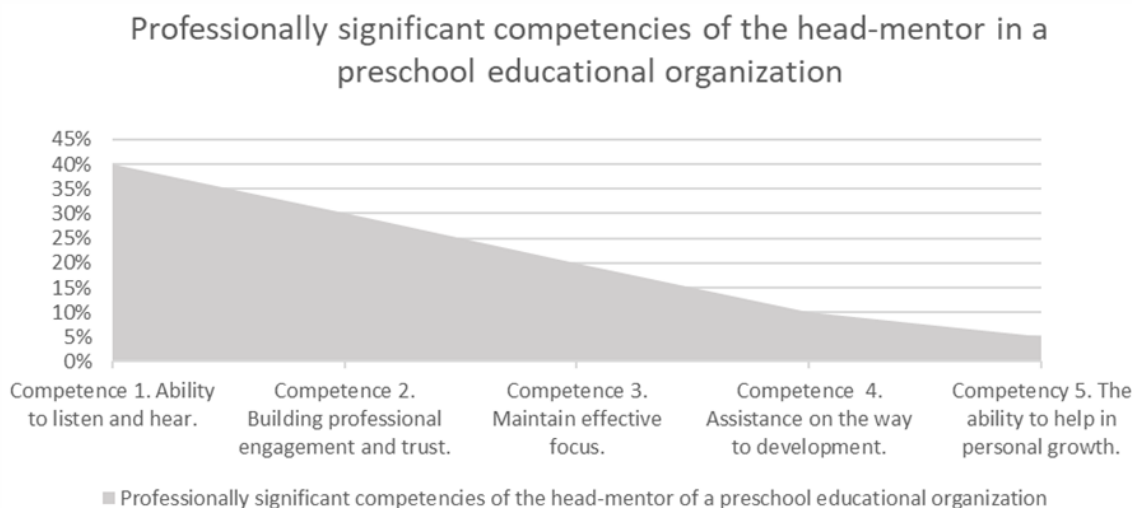 Professionally significant competencies of the head-mentor in a
preschool educational organization
45%
40%
35%
30%
25%
20%
15%
10%
5%
0%
Competence 1. Ability
to listen and hear.
Competence 2.
Building professional
engagement and trust.
Competence 3.
Maintain effective
focus.
Competence 4.
Assistance on the way
to development.
Competency 5. The
ability to help in
personal growth.
Professionally significant competencies of the head-mentor of a preschool educational organization